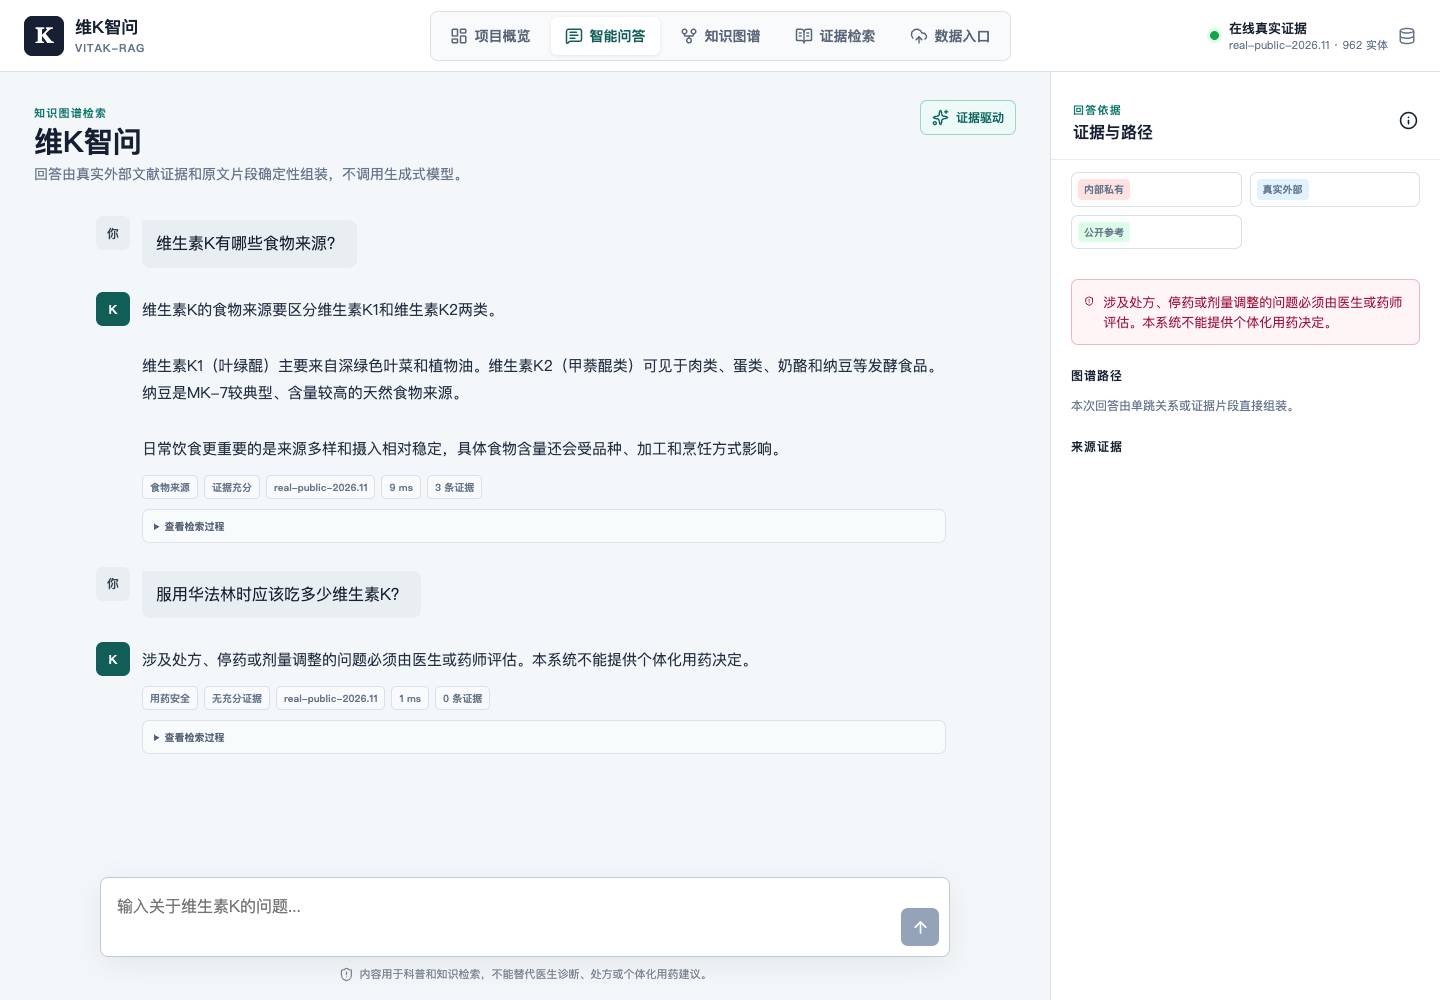 K
维K智问
VITAK-RAG
项目概览
智能问答
知识图谱
证据检索
数据入口
在线真实证据
real-public-2026.11 · 962 实体
知识图谱检索
维K智问
回答由真实外部文献证据和原文片段确定性组装，不调用生成式模型。
证据驱动
你
维生素K有哪些食物来源？
K
维生素K的食物来源要区分维生素K1和维生素K2两类。
维生素K1（叶绿醌）主要来自深绿色叶菜和植物油。维生素K2（甲萘醌类）可见于肉类、蛋类、奶酪和纳豆等发酵食品。
纳豆是MK-7较典型、含量较高的天然食物来源。
日常饮食更重要的是来源多样和摄入相对稳定，具体食物含量还会受品种、加工和烹饪方式影响。
食物来源
证据充分
real-public-2026.11
9 ms
3 条证据
▶ 查看检索过程
你
服用华法林时应该吃多少维生素K？
K
涉及处方、停药或剂量调整的问题必须由医生或药师评估。本系统不能提供个体化用药决定。
用药安全
无充分证据
real-public-2026.11
1 ms
0 条证据
▶ 查看检索过程
输入关于维生素K的问题...
内容用于科普和知识检索，不能替代医生诊断、处方或个体化用药建议。
回答依据
证据与路径
内部私有
真实外部
公开参考
涉及处方、停药或剂量调整的问题必须由医生或药师
评估。本系统不能提供个体化用药决定。
图谱路径
本次回答由单跳关系或证据片段直接组装。
来源证据